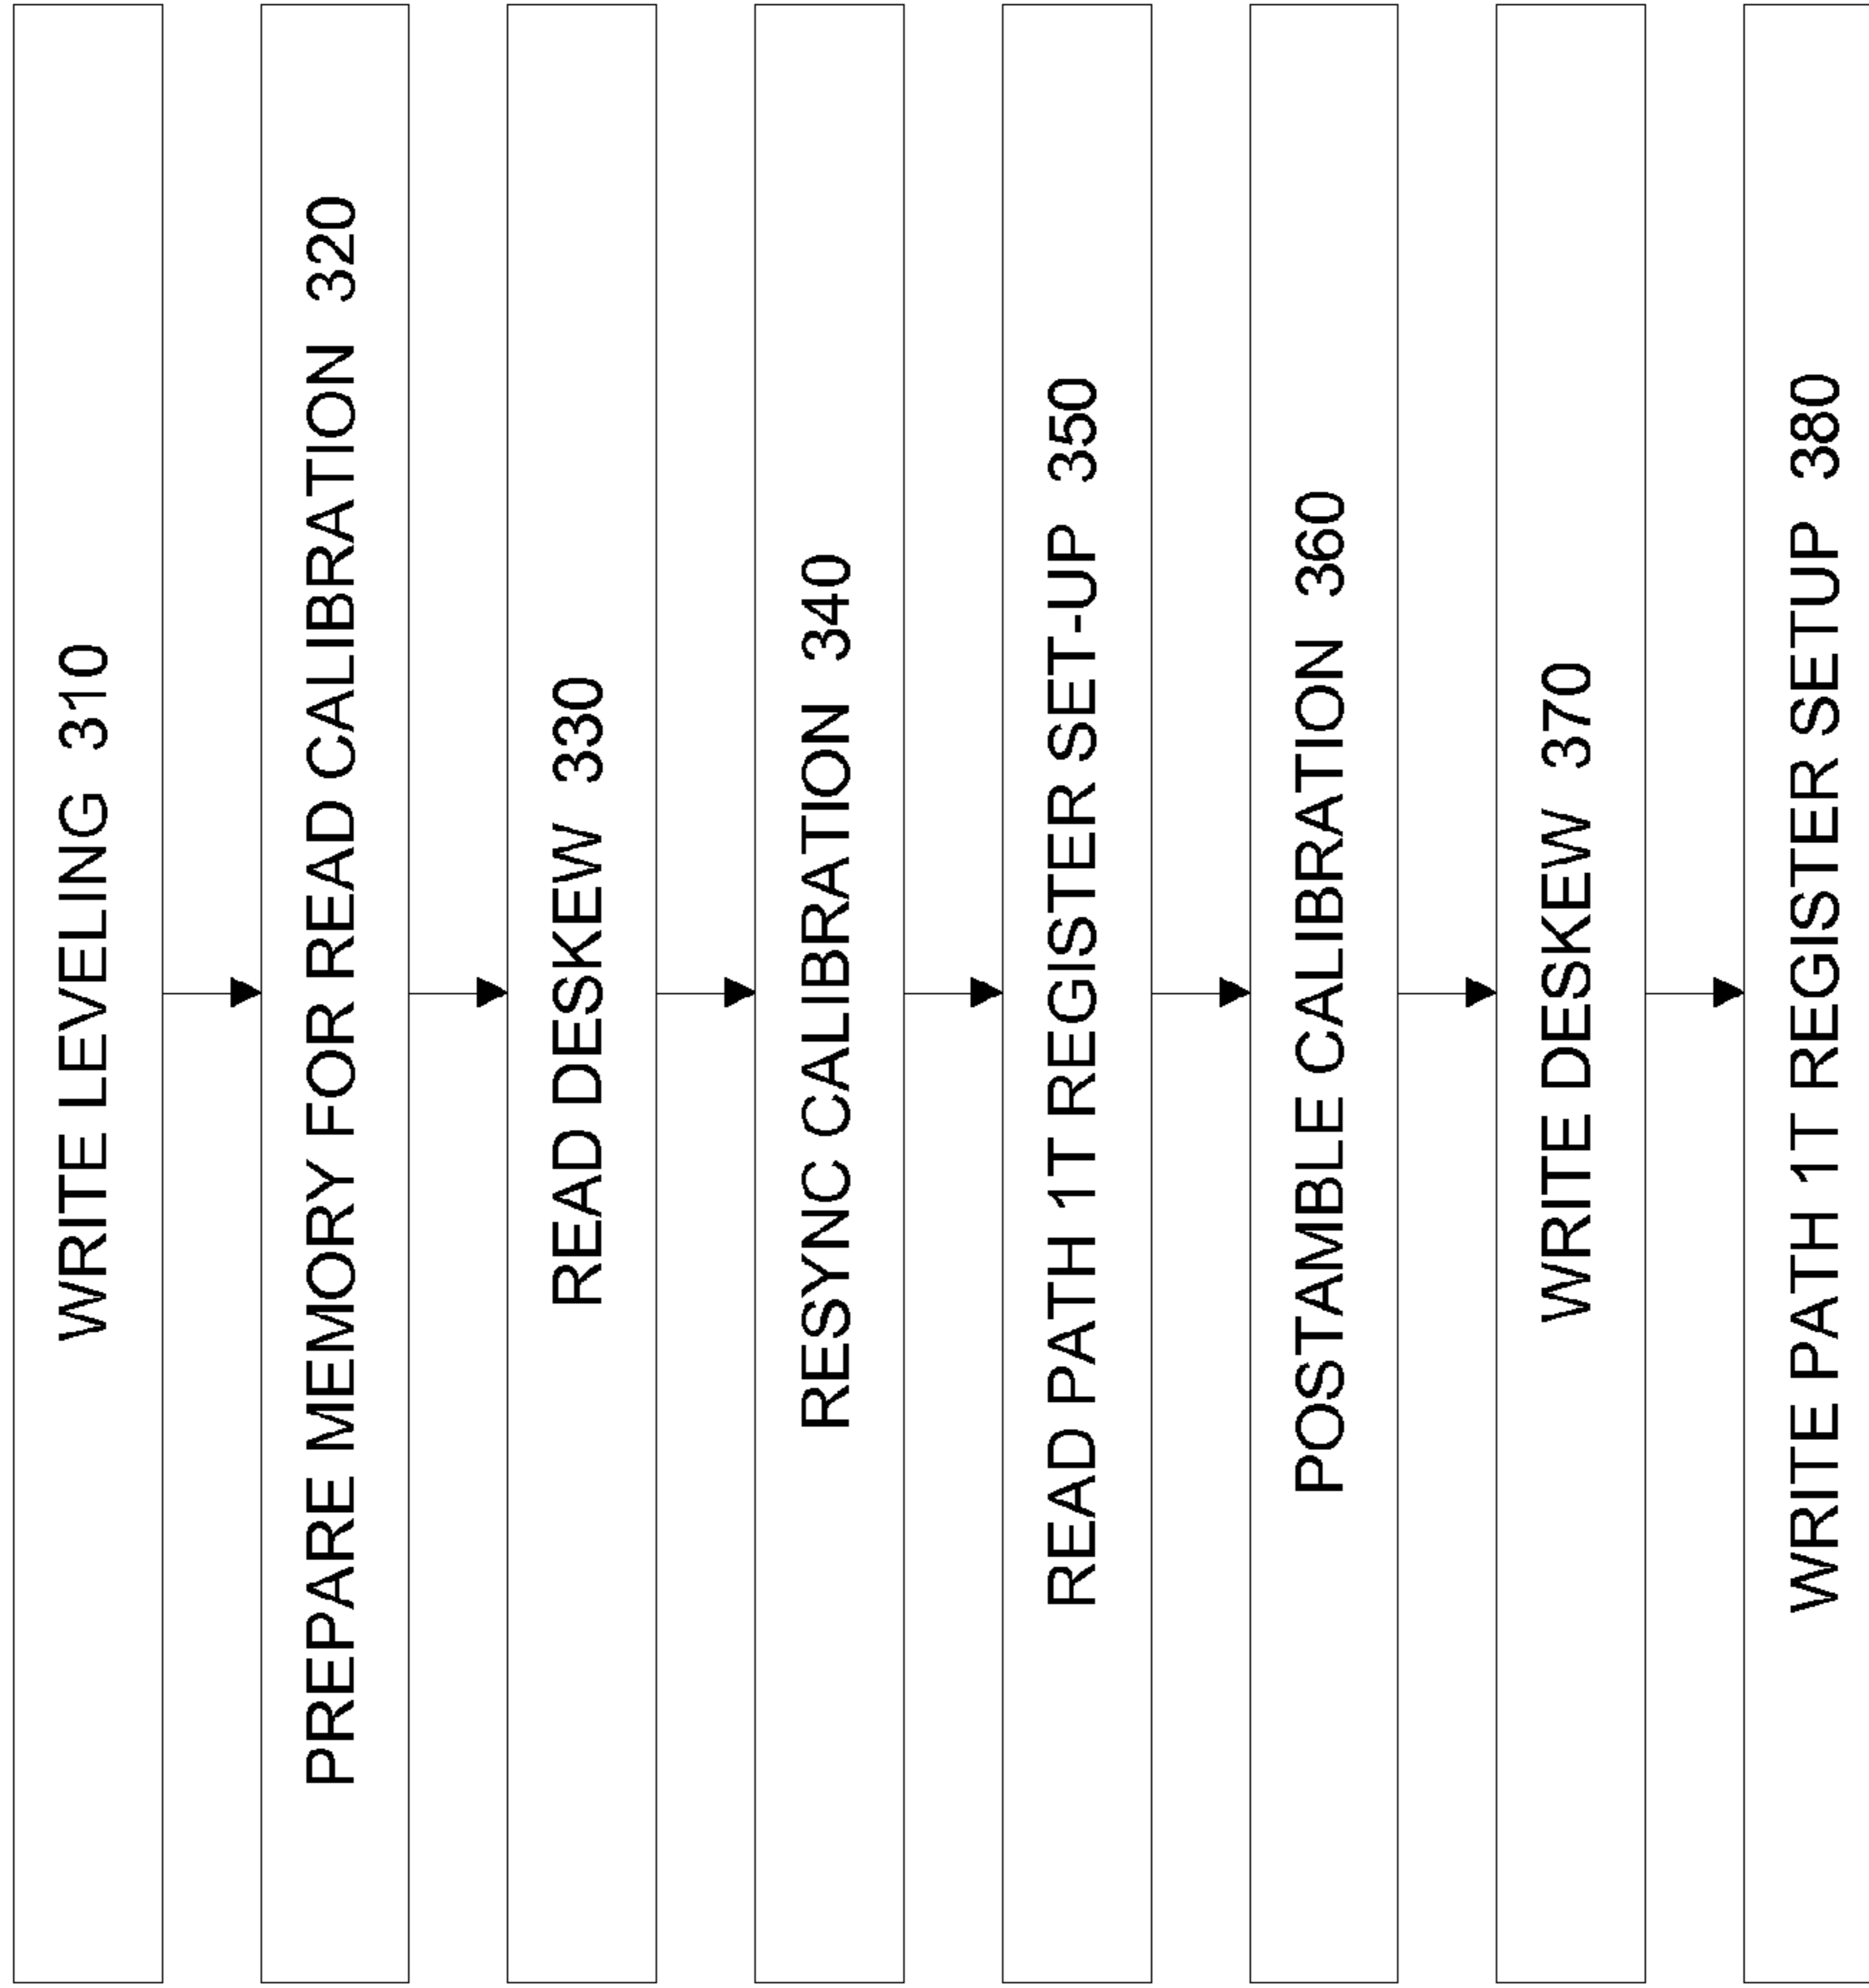 WRITE LEVELING 310
PREPARE MEMORY FOR READ CALIBRATION 320
READ DESKEW 330
RESYNC CALIBRATION 340
READ PATH 1T REGISTER SET-UP 350
POSTAMBLE CALIBRATION 360
WRITE DESKEW 370
WRITE PATH 1T REGISTER SETUP 380